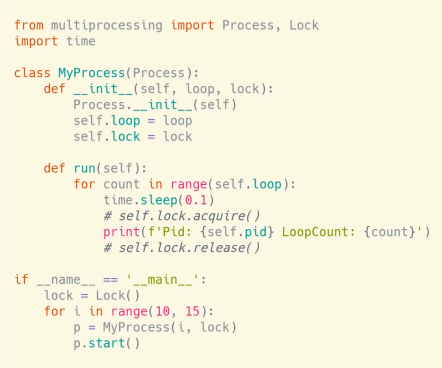 from multiprocessing import Process, Lock
import time

class MyProcess(Process):
    def __init__(self, loop, lock):
        Process.__init__(self)
        self.loop = loop
        self.lock = lock

    def run(self):
        for count in range(self.loop):
            time.sleep(0.1)
            # self.lock.acquire()
            print(f'Pid: {self.pid} LoopCount: {count}')
            # self.lock.release()

if __name__ == '__main__':
    lock = Lock()
    for i in range(10, 15):
        p = MyProcess(i, lock)
        p.start()